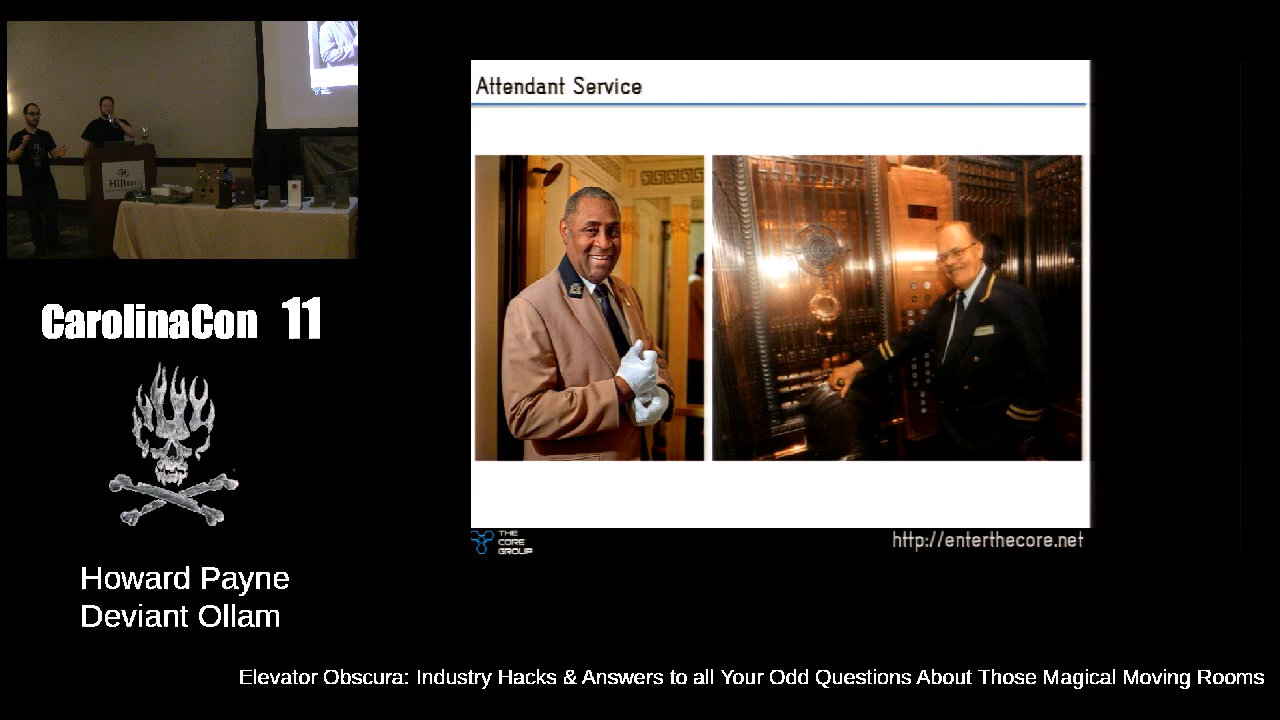 Attendant Service
Hilton
CarolinaCon 11
THE
CORE
GROUP
http://enterthecore.net
Howard Payne
Deviant Ollam
Elevator Obscura: Industry Hacks & Answers to all Your Odd Questions About Those Magical Moving Rooms